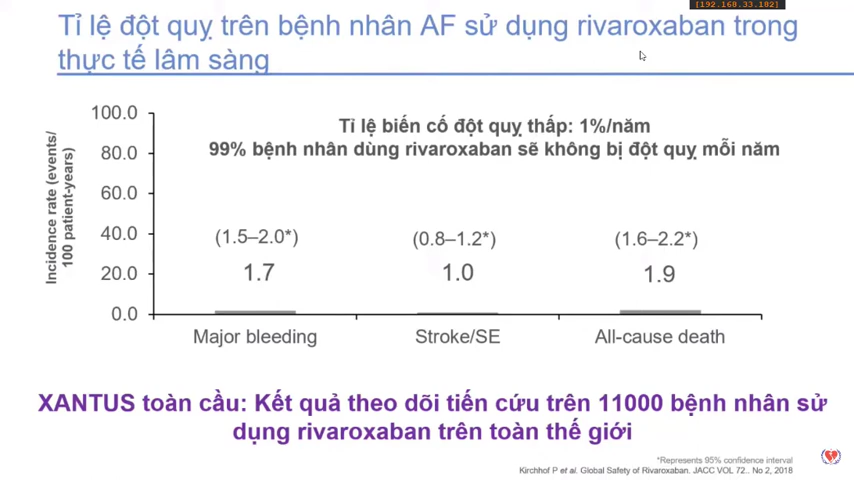 [192.168.33.182]
Tỉ lệ đột quỵ trên bệnh nhân AF sử dụng rivaroxaban trong
thực tế lâm sàng
Incidence rate (events/
100 patient-years)
100.0
80.0
60.0
40.0
20.0
0.0
Tỉ lệ biến cố đột quỵ thấp: 1%/năm
99% bệnh nhân dùng rivaroxaban sẽ không bị đột quỵ mỗi năm
(1.5–2.0*) (0.8–1.2*) (1.6–2.2*)
1.7 1.0 1.9
Major bleeding Stroke/SE All-cause death
XANTUS toàn cầu: Kết quả theo dõi tiến cứu trên 11000 bệnh nhân sử
dụng rivaroxaban trên toàn thế giới
*Represents 95% confidence interval
Kirchhof P et al. Global Safety of Rivaroxaban. JACC VOL 72.. No 2, 2018